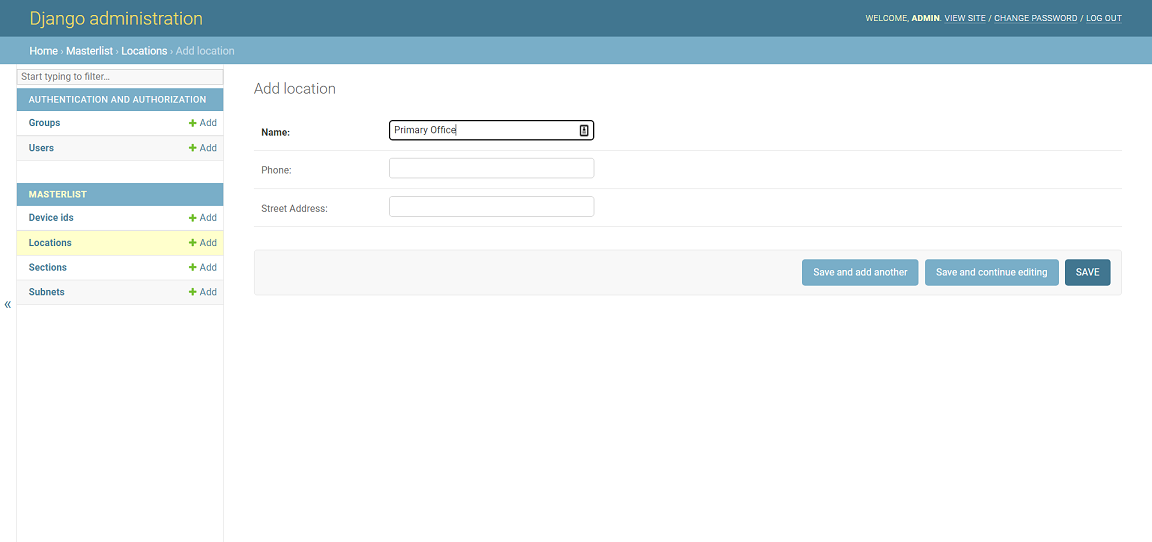 Django administration
WELCOME, ADMIN. VIEW SITE / CHANGE PASSWORD / LOG OUT
Home › Masterlist › Locations › Add location
Start typing to filter...
AUTHENTICATION AND AUTHORIZATION
Groups + Add
Users + Add
MASTERLIST
Device ids + Add
Locations + Add
Sections + Add
Subnets + Add
«
Add location
Name: Primary Office
Phone:
Street Address:
Save and add another Save and continue editing SAVE